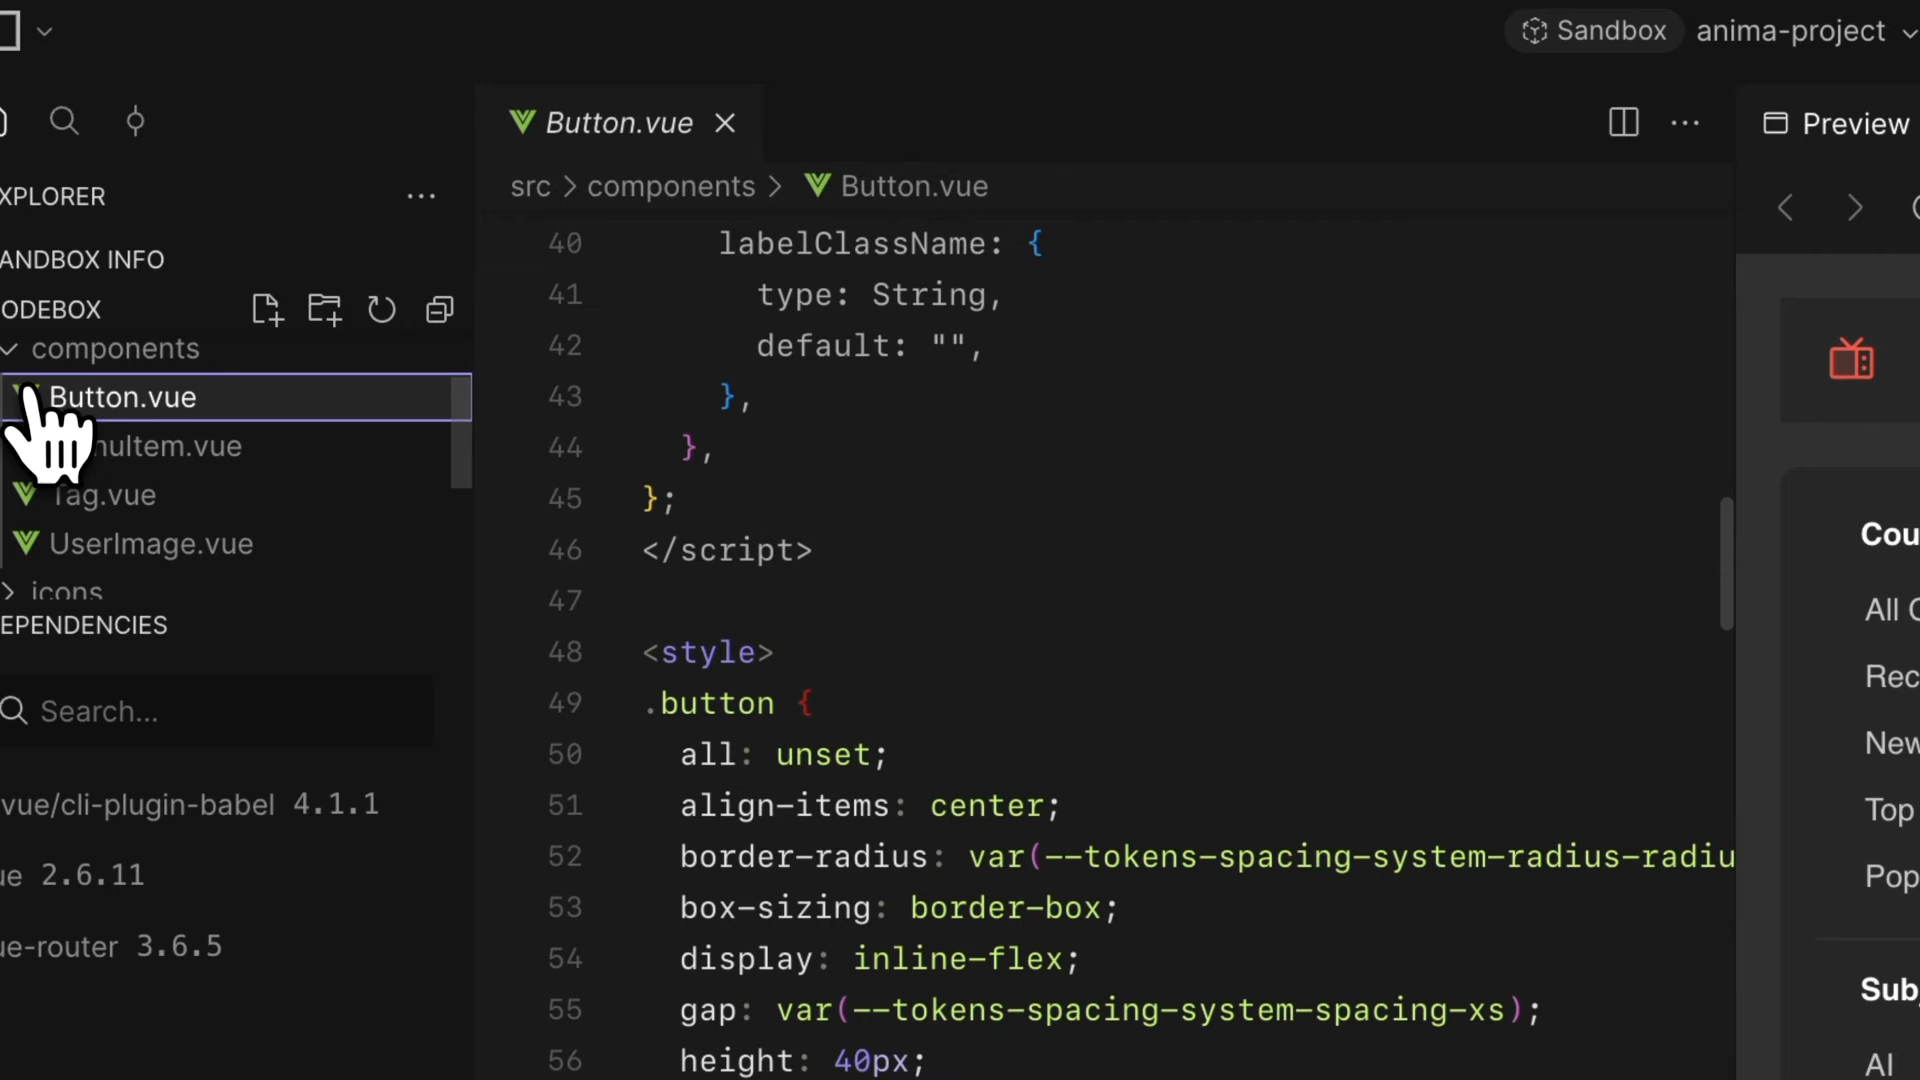 Sandbox
anima-project
XPLORER
ANDBOX INFO
ODEBOX
components
Button.vue
nuItem.vue
Tag.vue
UserImage.vue
icons
EPENDENCIES
Search...
vue/cli-plugin-babel 4.1.1
ue 2.6.11
ue-router 3.6.5
Button.vue
src > components > Button.vue
40 labelClassName: {
41 type: String,
42 default: "",
43 },
44 },
45 };
46 </script>
47
48 <style>
49 .button {
50 all: unset;
51 align-items: center;
52 border-radius: var(--tokens-spacing-system-radius-radiu
53 box-sizing: border-box;
54 display: inline-flex;
55 gap: var(--tokens-spacing-system-spacing-xs);
56 height: 40px;
Preview
Cou
All C
Rec
New
Top
Pop
Sub
AI